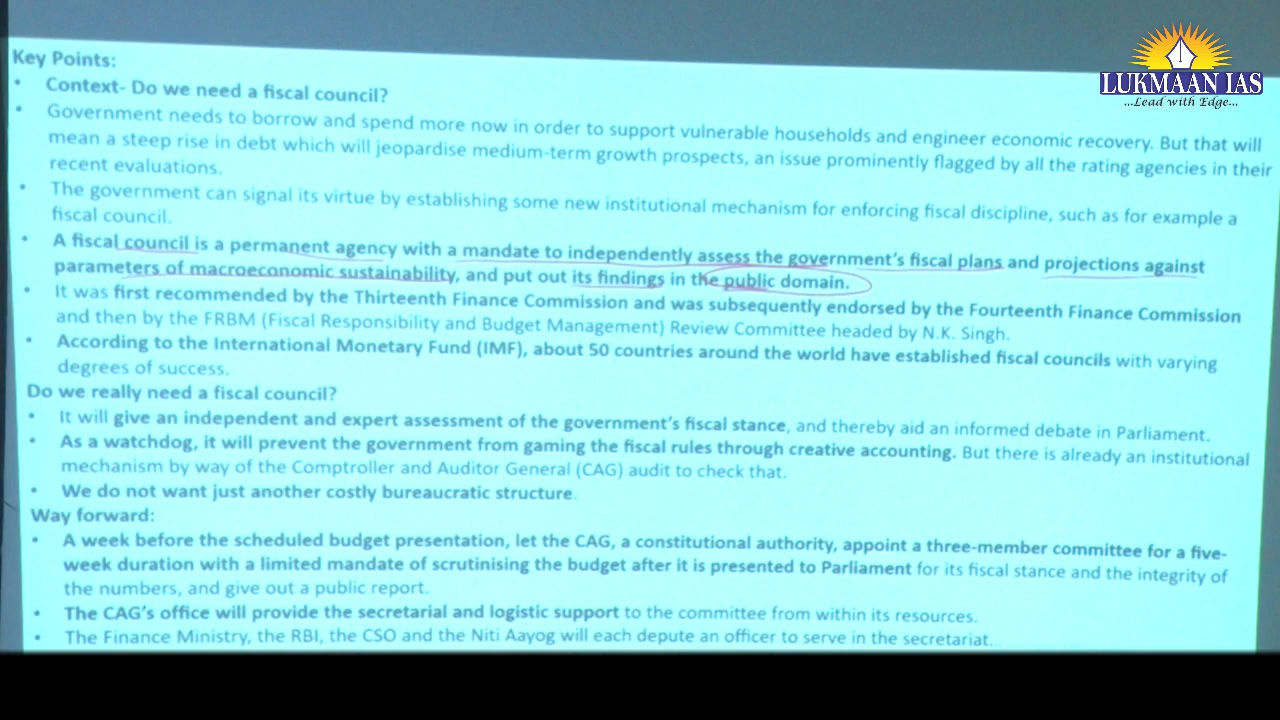 LUKMAAN IAS
...Lead with Edge...
Key Points:
• Context- Do we need a fiscal council?
• Government needs to borrow and spend more now in order to support vulnerable households and engineer economic recovery. But that will
mean a steep rise in debt which will jeopardise medium-term growth prospects, an issue prominently flagged by all the rating agencies in their
recent evaluations.
• The government can signal its virtue by establishing some new institutional mechanism for enforcing fiscal discipline, such as for example a
fiscal council.
• A fiscal council is a permanent agency with a mandate to independently assess the government's fiscal plans and projections against
parameters of macroeconomic sustainability, and put out its findings in the public domain.
• It was first recommended by the Thirteenth Finance Commission and was subsequently endorsed by the Fourteenth Finance Commission
and then by the FRBM (Fiscal Responsibility and Budget Management) Review Committee headed by N.K. Singh.
• According to the International Monetary Fund (IMF), about 50 countries around the world have established fiscal councils with varying
degrees of success.
Do we really need a fiscal council?
• It will give an independent and expert assessment of the government's fiscal stance, and thereby aid an informed debate in Parliament.
• As a watchdog, it will prevent the government from gaming the fiscal rules through creative accounting. But there is already an institutional
mechanism by way of the Comptroller and Auditor General (CAG) audit to check that.
• We do not want just another costly bureaucratic structure.
Way forward:
• A week before the scheduled budget presentation, let the CAG, a constitutional authority, appoint a three-member committee for a five-
week duration with a limited mandate of scrutinising the budget after it is presented to Parliament for its fiscal stance and the integrity of
the numbers, and give out a public report.
• The CAG's office will provide the secretarial and logistic support to the committee from within its resources.
• The Finance Ministry, the RBI, the CSO and the Niti Aayog will each depute an officer to serve in the secretariat.